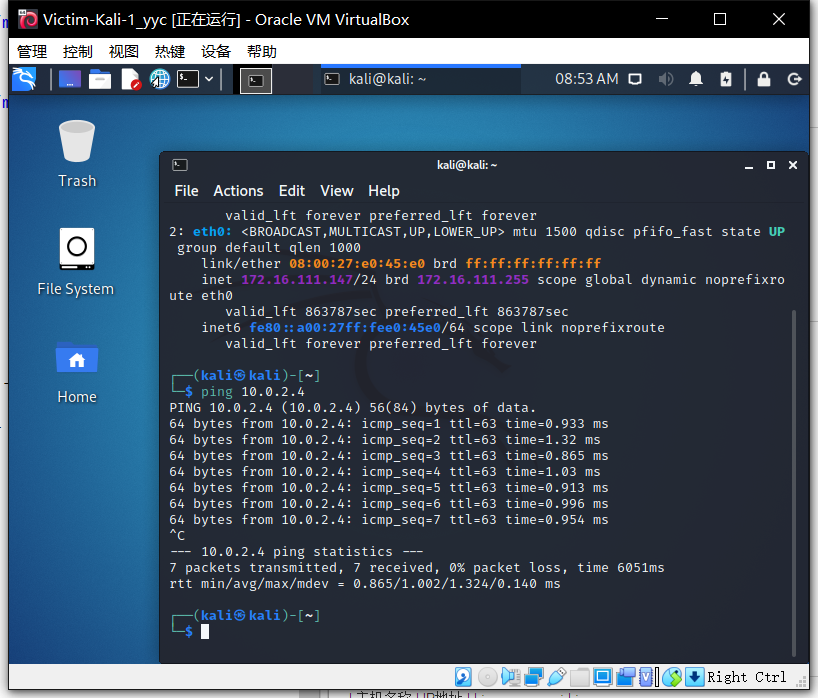 Victim-Kali-1_yyc [正在运行] - Oracle VM VirtualBox
管理 控制 视图 热键 设备 帮助
kali@kali: ~
08:53 AM
Trash
File System
Home
kali@kali: ~
File Actions Edit View Help
valid_lft forever preferred_lft forever
2: eth0: <BROADCAST,MULTICAST,UP,LOWER_UP> mtu 1500 qdisc pfifo_fast state UP
group default qlen 1000
link/ether 08:00:27:e0:45:e0 brd ff:ff:ff:ff:ff:ff
inet 172.16.111.147/24 brd 172.16.111.255 scope global dynamic noprefixro
ute eth0
valid_lft 863787sec preferred_lft 863787sec
inet6 fe80::a00:27ff:fee0:45e0/64 scope link noprefixroute
valid_lft forever preferred_lft forever
┌──(kali㉿kali)-[~]
└─$ ping 10.0.2.4
PING 10.0.2.4 (10.0.2.4) 56(84) bytes of data.
64 bytes from 10.0.2.4: icmp_seq=1 ttl=63 time=0.933 ms
64 bytes from 10.0.2.4: icmp_seq=2 ttl=63 time=1.32 ms
64 bytes from 10.0.2.4: icmp_seq=3 ttl=63 time=0.865 ms
64 bytes from 10.0.2.4: icmp_seq=4 ttl=63 time=1.03 ms
64 bytes from 10.0.2.4: icmp_seq=5 ttl=63 time=0.913 ms
64 bytes from 10.0.2.4: icmp_seq=6 ttl=63 time=0.996 ms
64 bytes from 10.0.2.4: icmp_seq=7 ttl=63 time=0.954 ms
^C
--- 10.0.2.4 ping statistics ---
7 packets transmitted, 7 received, 0% packet loss, time 6051ms
rtt min/avg/max/mdev = 0.865/1.002/1.324/0.140 ms
┌──(kali㉿kali)-[~]
└─$
Right Ctrl